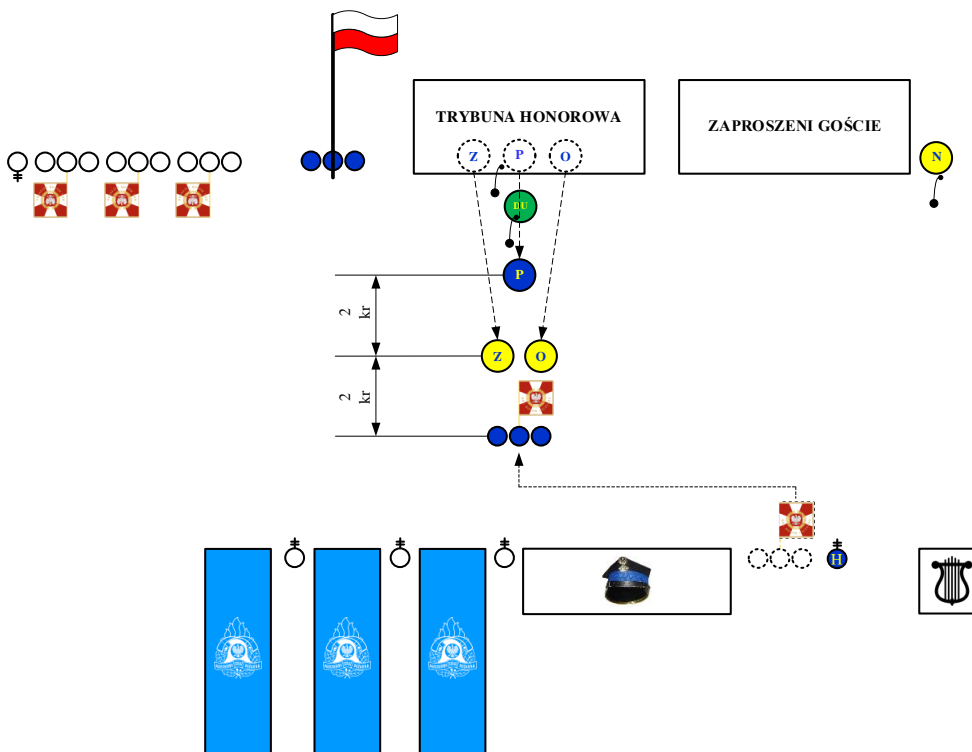 TRYBUNA HONOROWA
ZAPROSZENI GOŚCIE
Z P O
N
DU
P
2 kr
Z O
2 kr
H